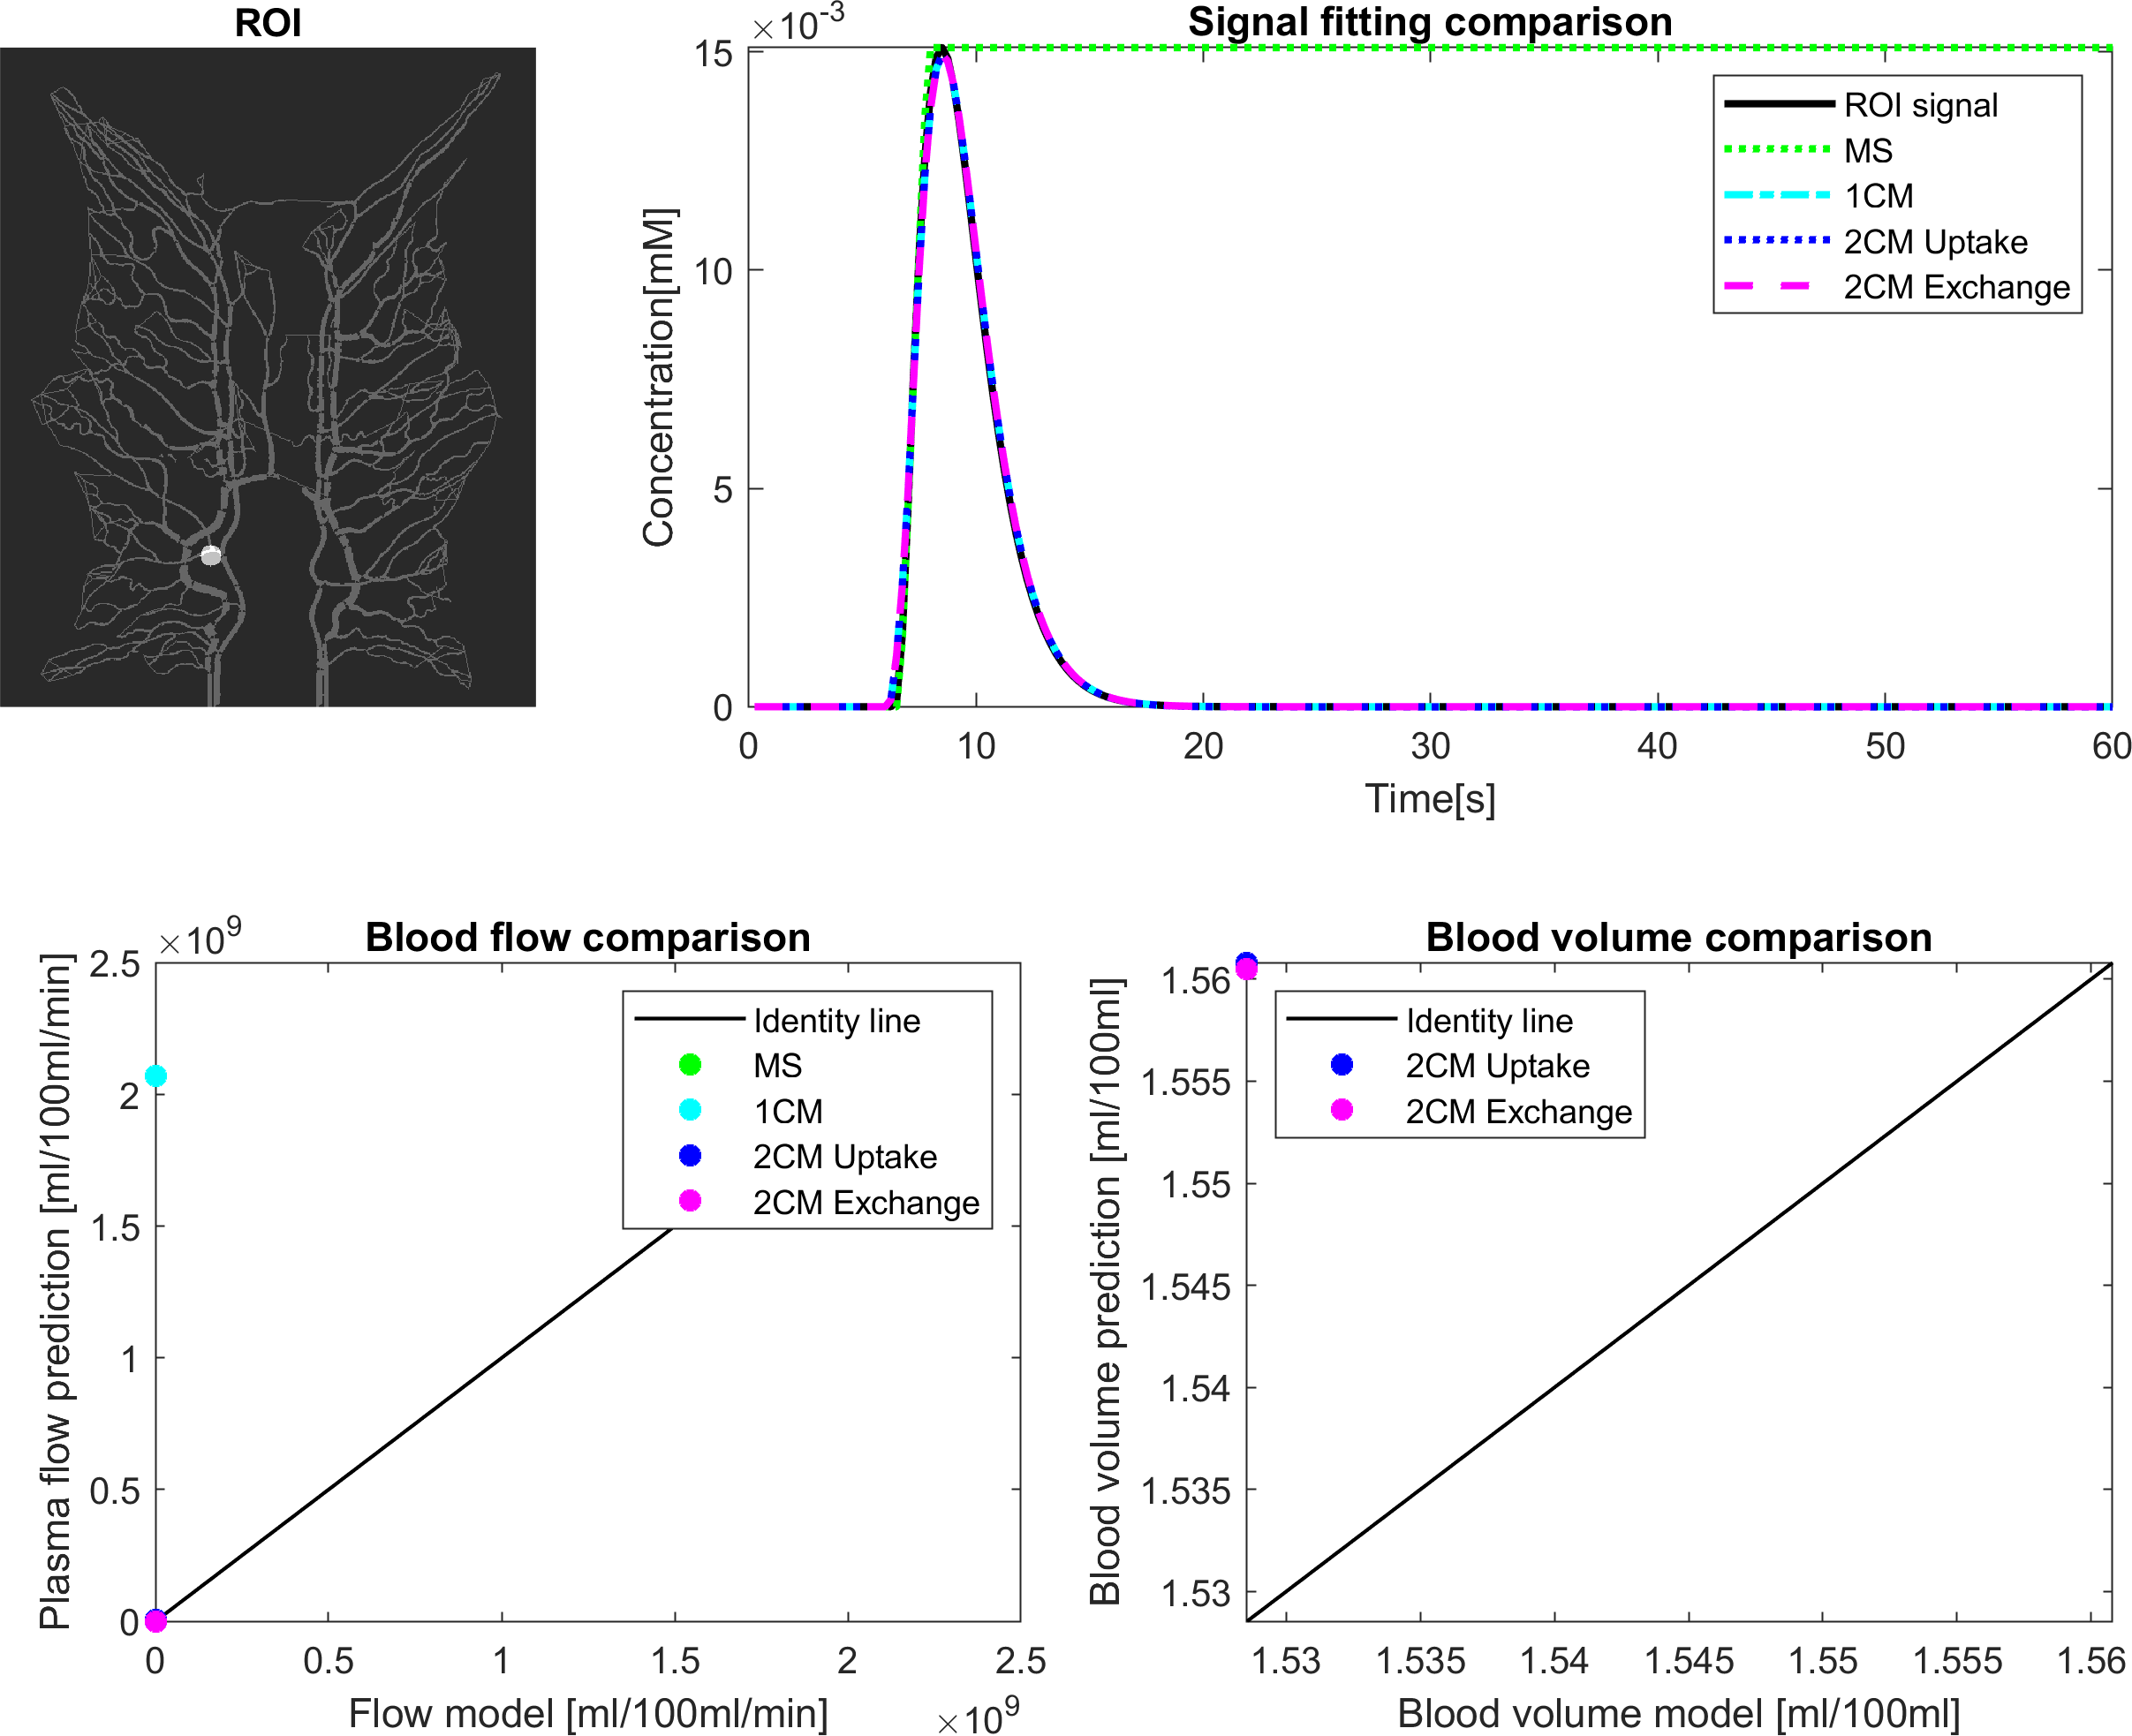 ROI
Signal fitting comparison
×10⁻³
15
10
5
0
Concentration[mM]
0 10 20 30 40 50 60
Time[s]
ROI signal
MS
1CM
2CM Uptake
2CM Exchange
Blood flow comparison
×10⁹
2.5
2
1.5
1
0.5
0
Plasma flow prediction [ml/100ml/min]
Identity line
MS
1CM
2CM Uptake
2CM Exchange
0 0.5 1 1.5 2 2.5
Flow model [ml/100ml/min]
×10⁹
Blood volume comparison
1.56
1.555
1.55
1.545
1.54
1.535
1.53
Blood volume prediction [ml/100ml]
Identity line
2CM Uptake
2CM Exchange
1.53 1.535 1.54 1.545 1.55 1.555 1.56
Blood volume model [ml/100ml]